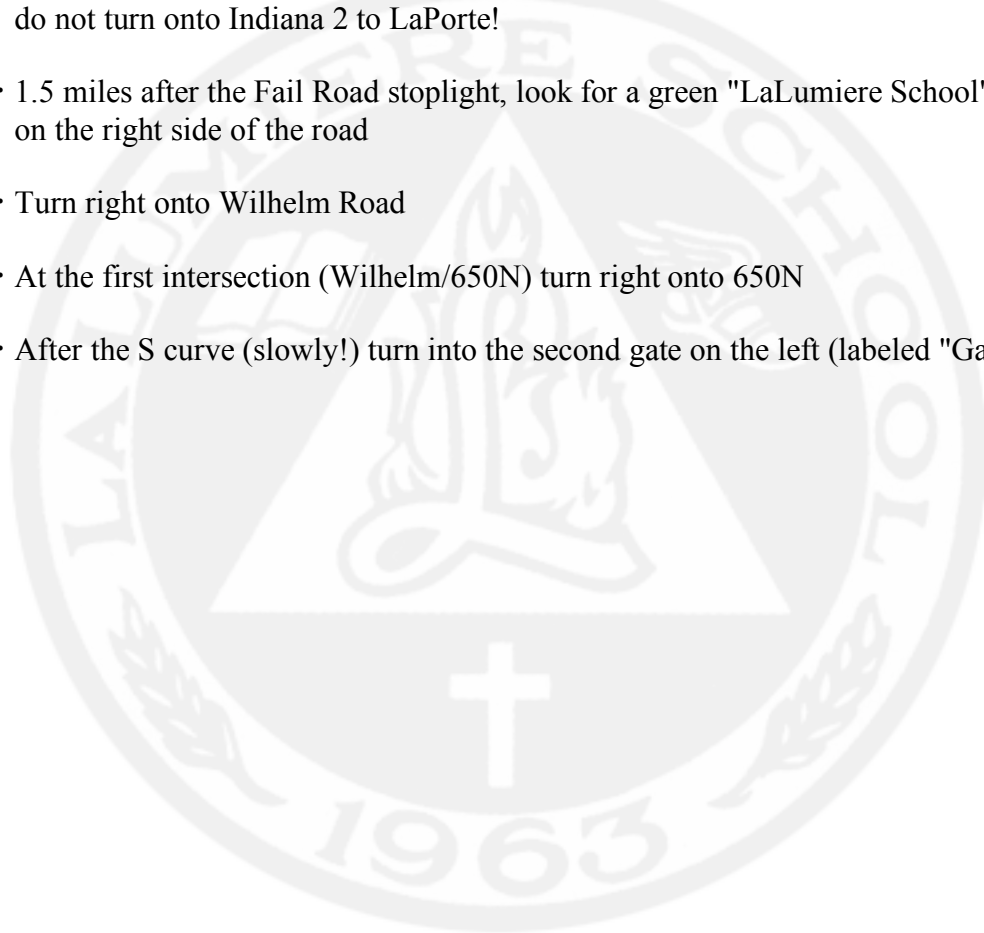 do not turn onto Indiana 2 to LaPorte!
· 1.5 miles after the Fail Road stoplight, look for a green "LaLumiere School"
on the right side of the road
· Turn right onto Wilhelm Road
· At the first intersection (Wilhelm/650N) turn right onto 650N
· After the S curve (slowly!) turn into the second gate on the left (labeled "Ga
LA LUMIERE SCHOOL
1963